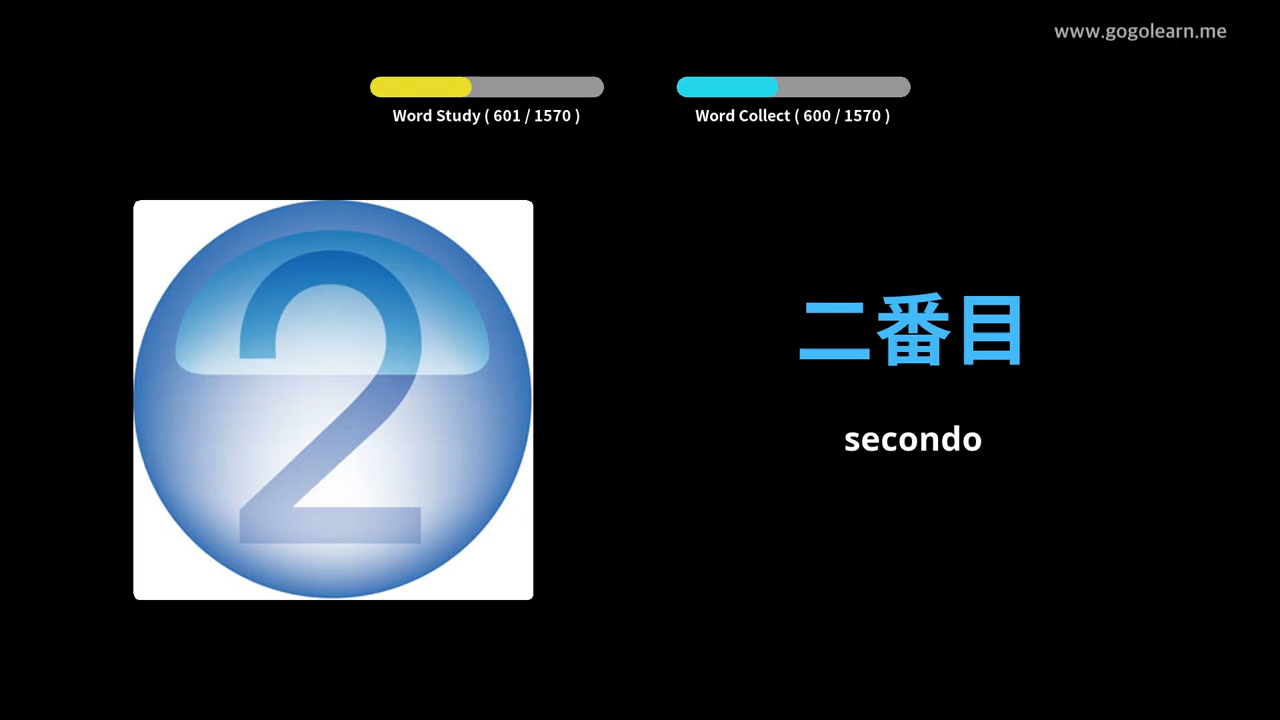 www.gogolearn.me
Word Study ( 601 / 1570 )
Word Collect ( 600 / 1570 )
2
二番目
secondo